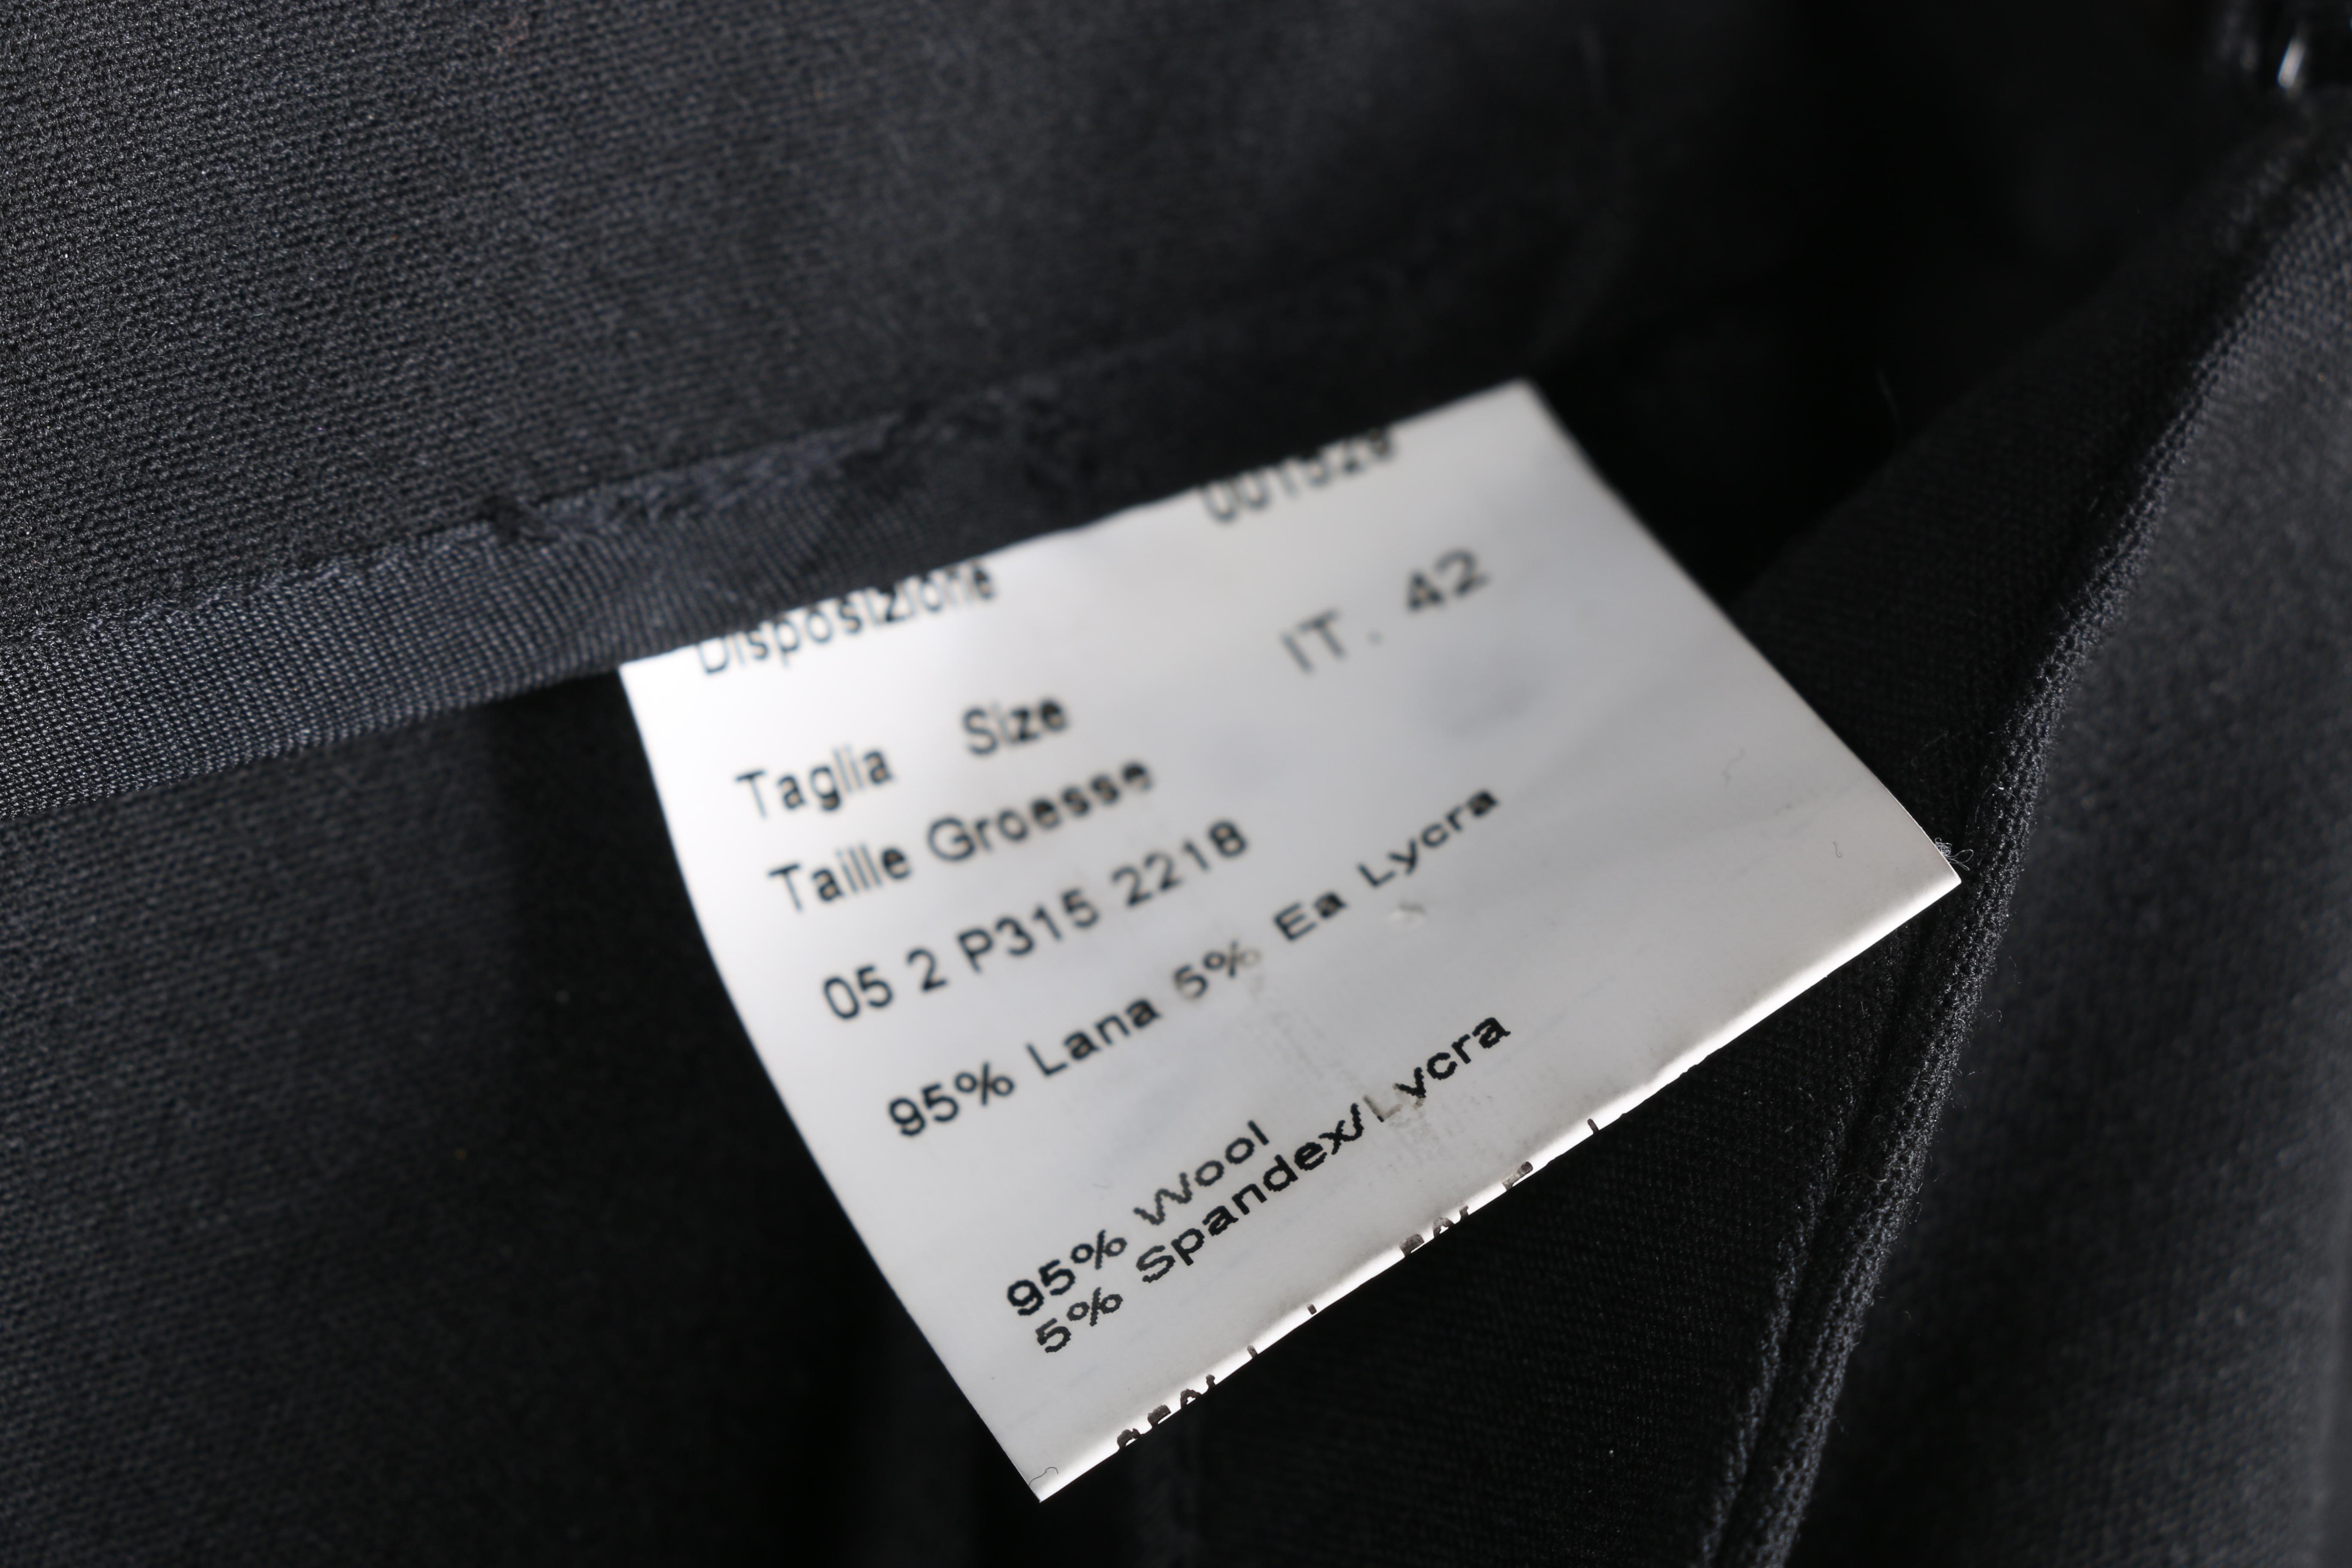 Disposizione 001528
Taglia Size IT. 42
Taille Groesse
05 2 P315 2218
95% Lana 5% Ea Lycra
95% Wool
5% Spandex/Lycra